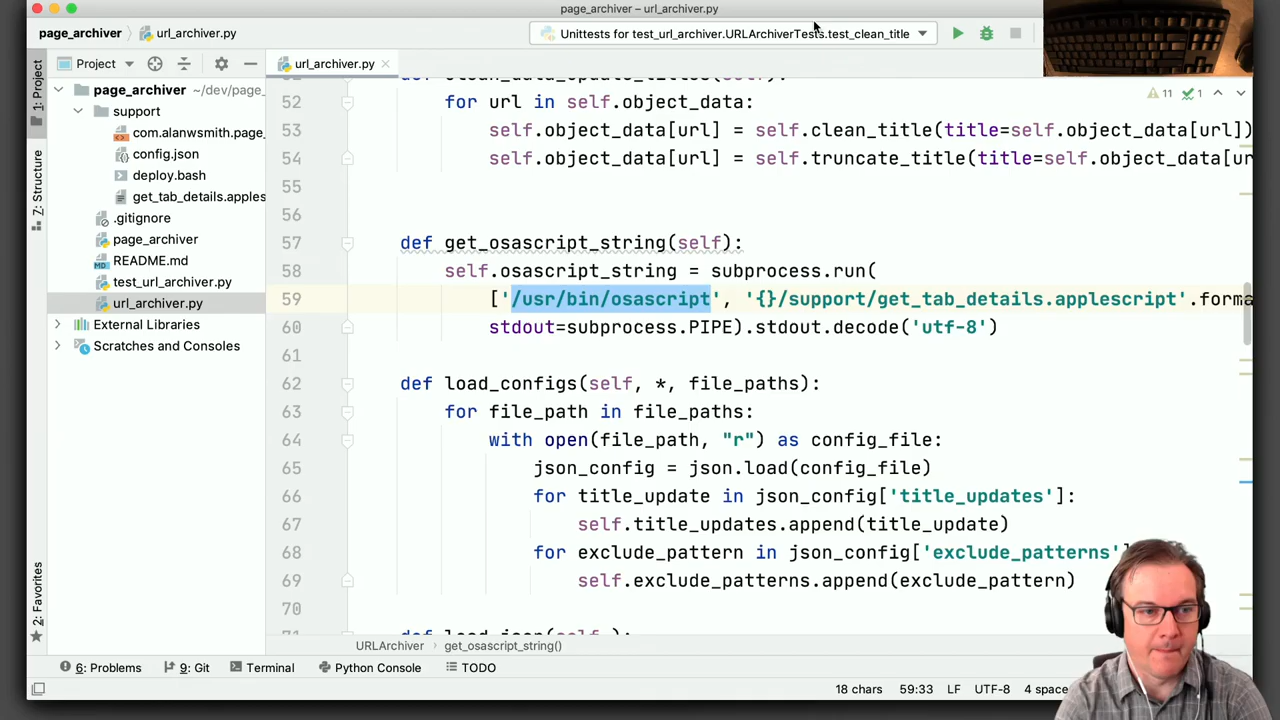 page_archiver – url_archiver.py
page_archiver
url_archiver.py
Unittests for test_url_archiver.URLArchiverTests.test_clean_title
1: Project
Project
url_archiver.py
page_archiver ~/dev/page_
support
com.alanwsmith.page_
config.json
deploy.bash
get_tab_details.applesc
.gitignore
page_archiver
README.md
test_url_archiver.py
url_archiver.py
External Libraries
Scratches and Consoles
Z: Structure
2: Favorites
11
1
52 for url in self.object_data:
53 self.object_data[url] = self.clean_title(title=self.object_data[url])
54 self.object_data[url] = self.truncate_title(title=self.object_data[ur
55
56
57 def get_osascript_string(self):
58 self.osascript_string = subprocess.run(
59 ['/usr/bin/osascript', '{}/support/get_tab_details.applescript'.forma
60 stdout=subprocess.PIPE).stdout.decode('utf-8')
61
62 def load_configs(self, *, file_paths):
63 for file_path in file_paths:
64 with open(file_path, "r") as config_file:
65 json_config = json.load(config_file)
66 for title_update in json_config['title_updates']:
67 self.title_updates.append(title_update)
68 for exclude_pattern in json_config['exclude_patterns']
69 self.exclude_patterns.append(exclude_pattern)
70
URLArchiver
get_osascript_string()
6: Problems
9: Git
Terminal
Python Console
TODO
18 chars
59:33
LF
UTF-8
4 space